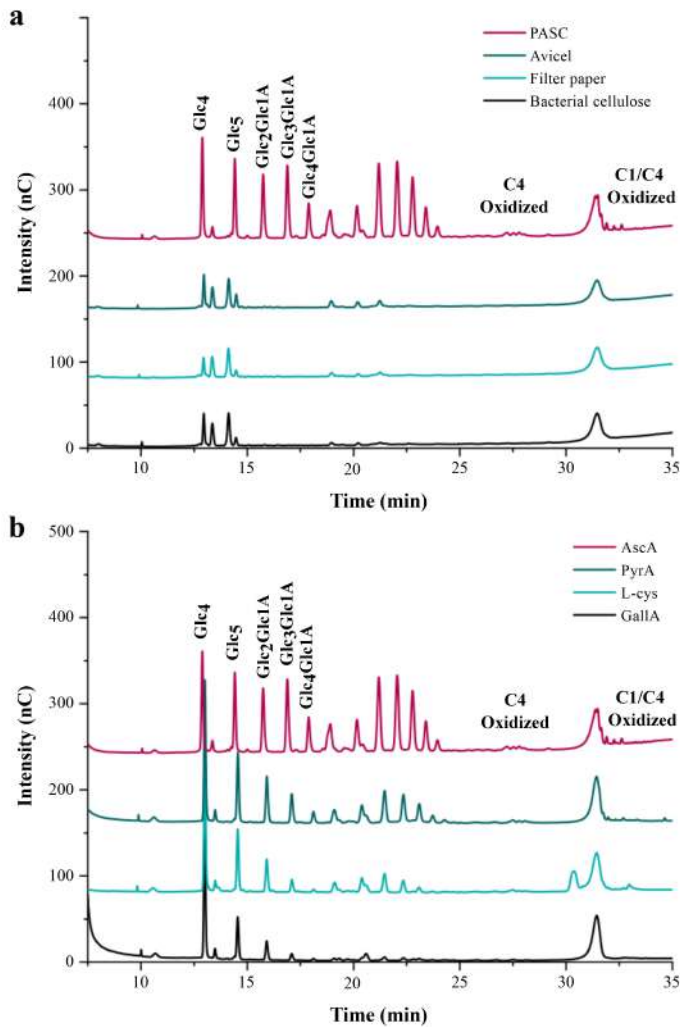 a
PASC
Avicel
Filter paper
Bacterial cellulose
400
300
200
100
0
Intensity (nC)
Glc4
Glc5
Glc2Glc1A
Glc3Glc1A
Glc4Glc1A
C4
Oxidized
C1/C4
Oxidized
10
15
20
25
30
35
Time (min)
b
AscA
PyrA
L-cys
GallA
500
400
300
200
100
0
Intensity (nC)
Glc4
Glc5
Glc2Glc1A
Glc3Glc1A
Glc4Glc1A
C4
Oxidized
C1/C4
Oxidized
10
15
20
25
30
35
Time (min)